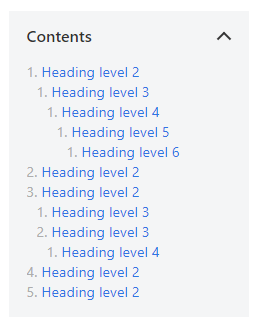 Contents
1. Heading level 2
1. Heading level 3
1. Heading level 4
1. Heading level 5
1. Heading level 6
2. Heading level 2
3. Heading level 2
1. Heading level 3
2. Heading level 3
1. Heading level 4
4. Heading level 2
5. Heading level 2